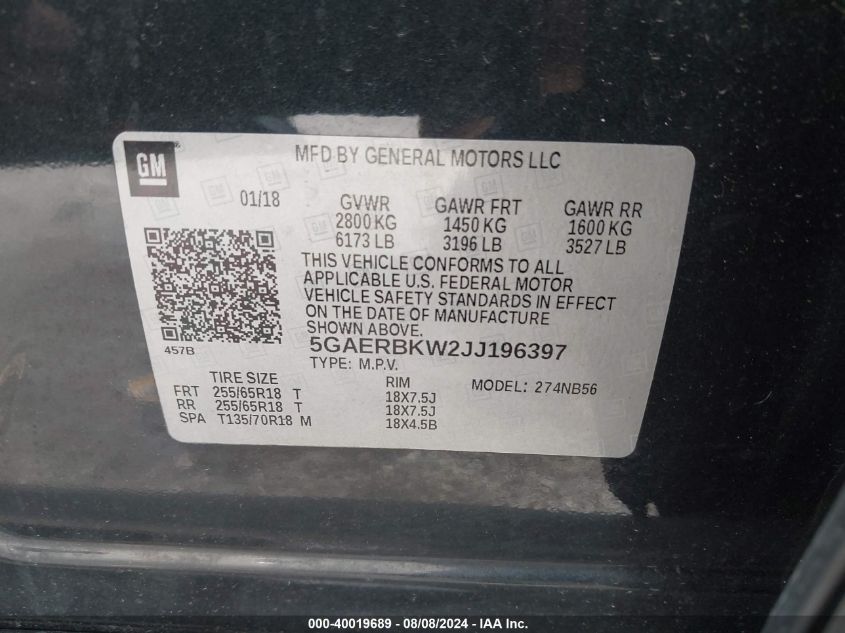 GM
MFD BY GENERAL MOTORS LLC
01/18
GVWR GAWR FRT GAWR RR
2800 KG 1450 KG 1600 KG
6173 LB 3196 LB 3527 LB
THIS VEHICLE CONFORMS TO ALL
APPLICABLE U.S. FEDERAL MOTOR
VEHICLE SAFETY STANDARDS IN EFFECT
ON THE DATE OF MANUFACTURE
SHOWN ABOVE.
457B
5GAERBKW2JJ196397
TYPE: M.P.V.
TIRE SIZE RIM MODEL: 274NB56
FRT 255/65R18 T 18X7.5J
RR 255/65R18 T 18X7.5J
SPA T135/70R18 M 18X4.5B
000-40019689 - 08/08/2024 - IAA Inc.